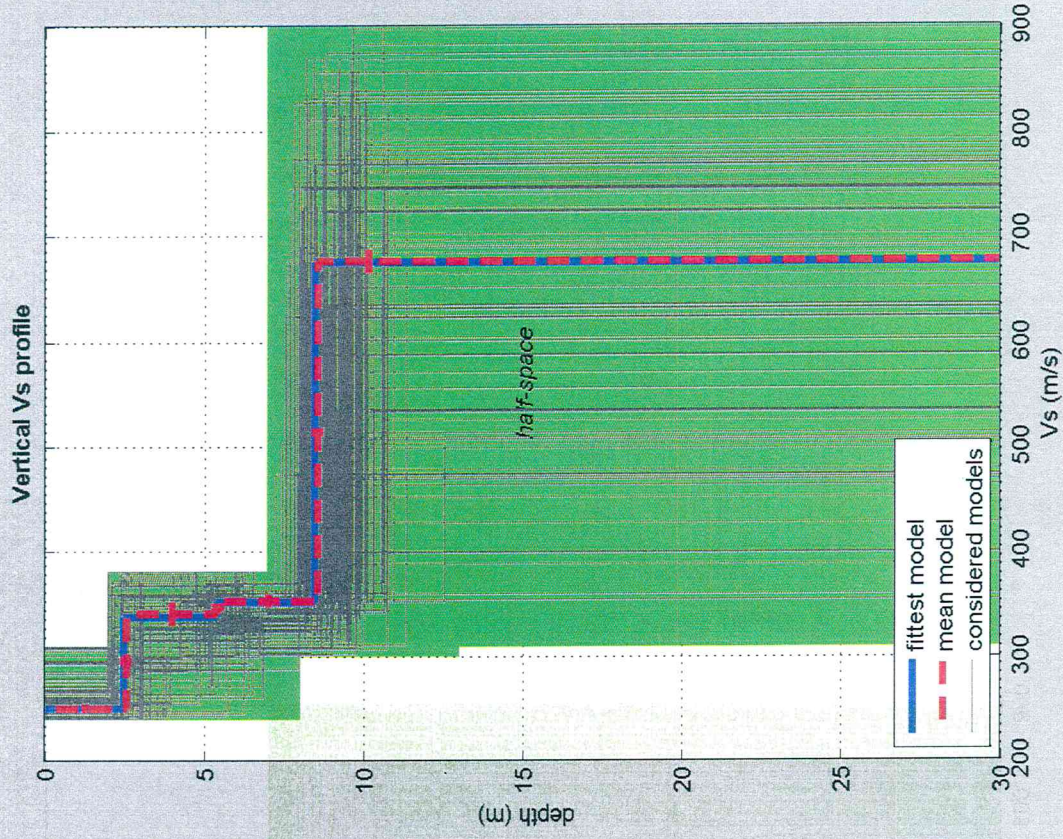 Vertical Vs profile
0
5
10
15
20
25
30
depth (m)
half-space
fittest model
mean model
considered models
200
300
400
500
600
700
800
900
Vs (m/s)